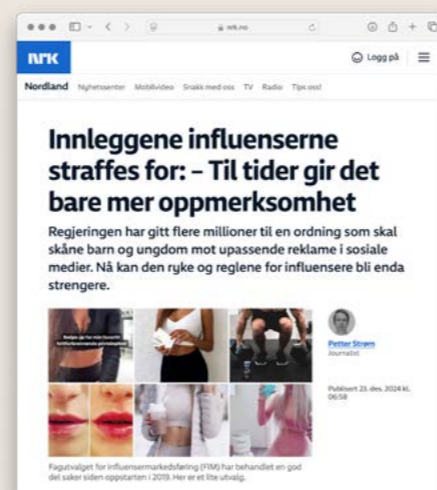 nrk.no
NRK
Logg på
Nordland Nyhetssenter Mobilvideo Snakk med oss TV Radio Tips oss!
Innleggene influenserne
straffes for: – Til tider gir det
bare mer oppmerksomhet
Regjeringen har gitt flere millioner til en ordning som skal
skåne barn og ungdom mot upassende reklame i sosiale
medier. Nå kan den ryke og reglene for influensere bli enda
strengere.
Petter Strøm
Journalist
Publisert 23. des. 2024 kl.
06:58
Fagutvalget for influensermarkedsføring (FIM) har behandlet en god
del saker siden oppstarten i 2019. Her er et lite utvalg.